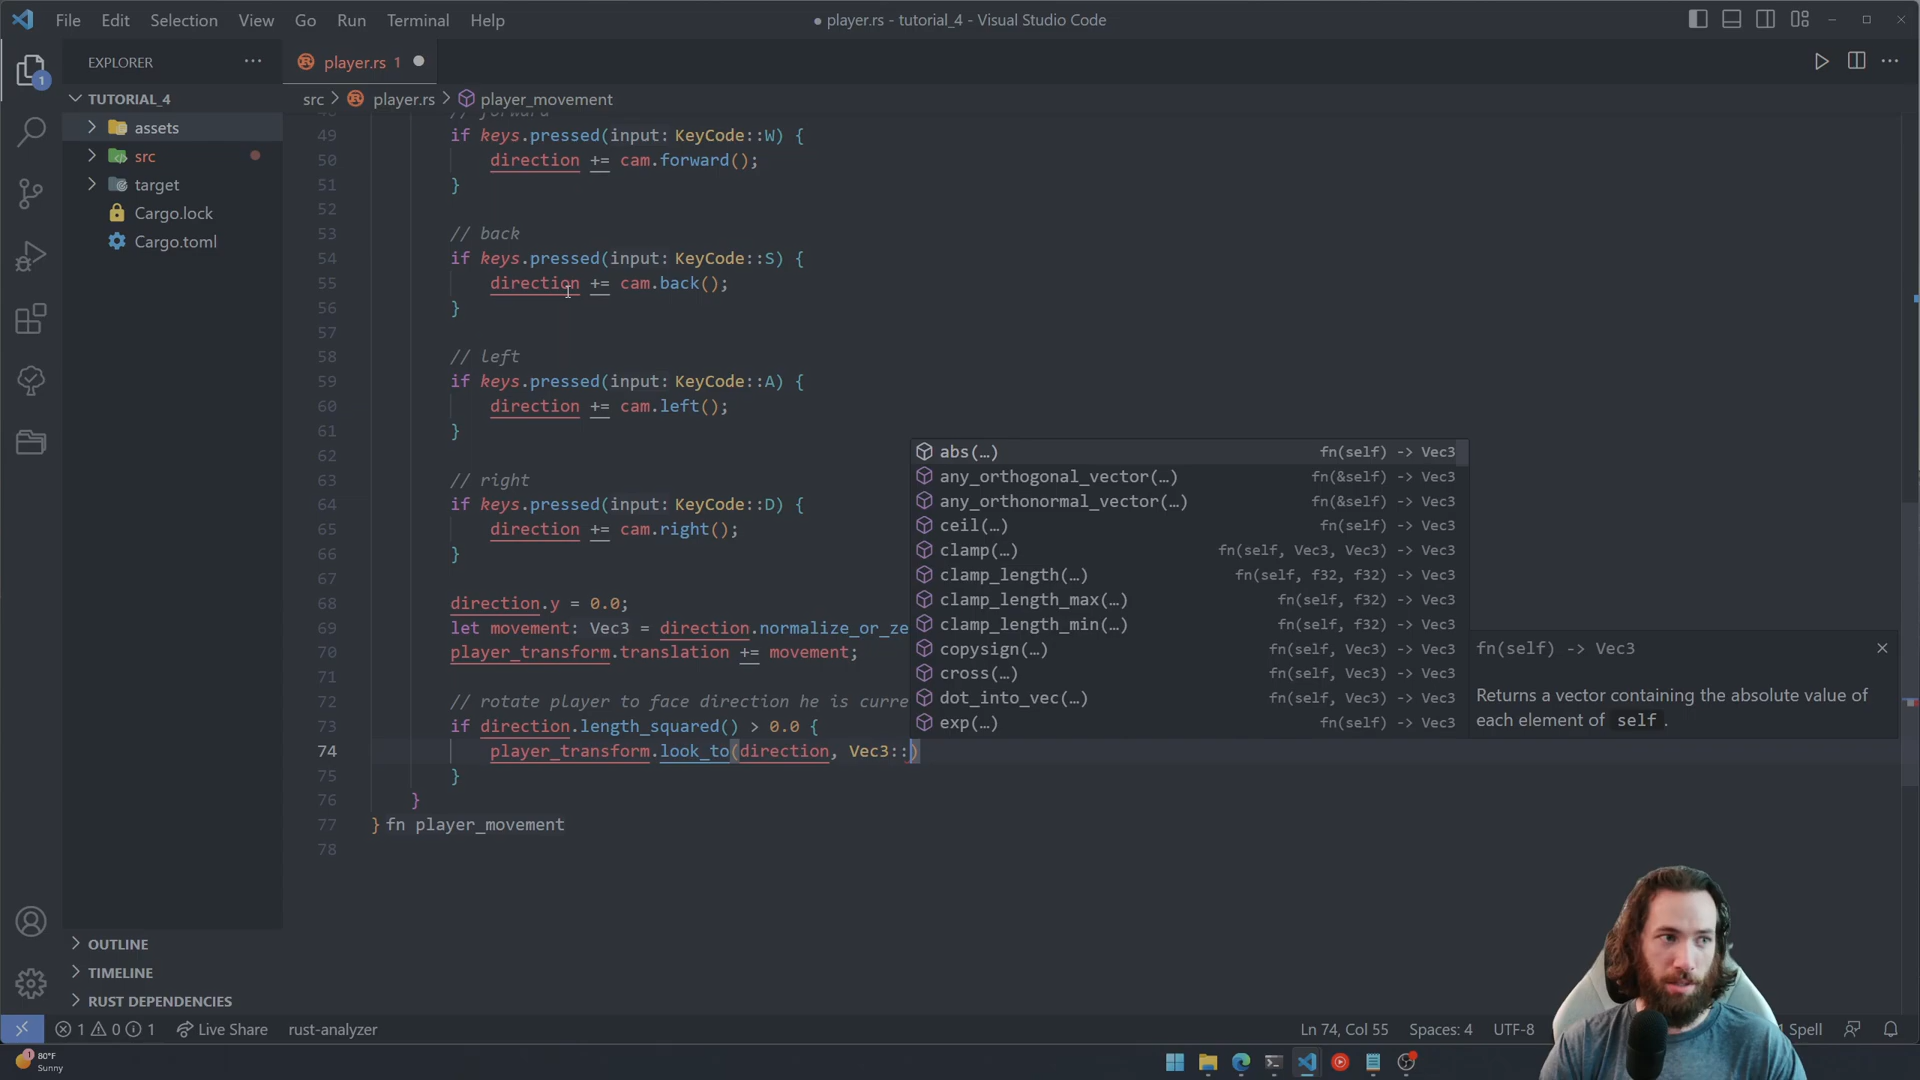 File Edit Selection View Go Run Terminal Help
● player.rs - tutorial_4 - Visual Studio Code
EXPLORER
player.rs 1
TUTORIAL_4
src > player.rs > player_movement
assets
src
target
Cargo.lock
Cargo.toml
// forward
49 if keys.pressed(input: KeyCode::W) {
50 direction += cam.forward();
51 }
52
53 // back
54 if keys.pressed(input: KeyCode::S) {
55 direction += cam.back();
56 }
57
58 // left
59 if keys.pressed(input: KeyCode::A) {
60 direction += cam.left();
61 }
62
63 // right
64 if keys.pressed(input: KeyCode::D) {
65 direction += cam.right();
66 }
67
68 direction.y = 0.0;
69 let movement: Vec3 = direction.normalize_or_ze
70 player_transform.translation += movement;
71
72 // rotate player to face direction he is curre
73 if direction.length_squared() > 0.0 {
74 player_transform.look_to(direction, Vec3::)
75 }
76 }
77 } fn player_movement
78
abs(…) fn(self) -> Vec3
any_orthogonal_vector(…) fn(&self) -> Vec3
any_orthonormal_vector(…) fn(&self) -> Vec3
ceil(…) fn(self) -> Vec3
clamp(…) fn(self, Vec3, Vec3) -> Vec3
clamp_length(…) fn(self, f32, f32) -> Vec3
clamp_length_max(…) fn(self, f32) -> Vec3
clamp_length_min(…) fn(self, f32) -> Vec3
copysign(…) fn(self, Vec3) -> Vec3
cross(…) fn(self, Vec3) -> Vec3
dot_into_vec(…) fn(self, Vec3) -> Vec3
exp(…) fn(self) -> Vec3
fn(self) -> Vec3
Returns a vector containing the absolute value of
each element of self.
OUTLINE
TIMELINE
RUST DEPENDENCIES
1 0 1 Live Share rust-analyzer
Ln 74, Col 55 Spaces: 4 UTF-8
1 Spell
1
80°F
Sunny